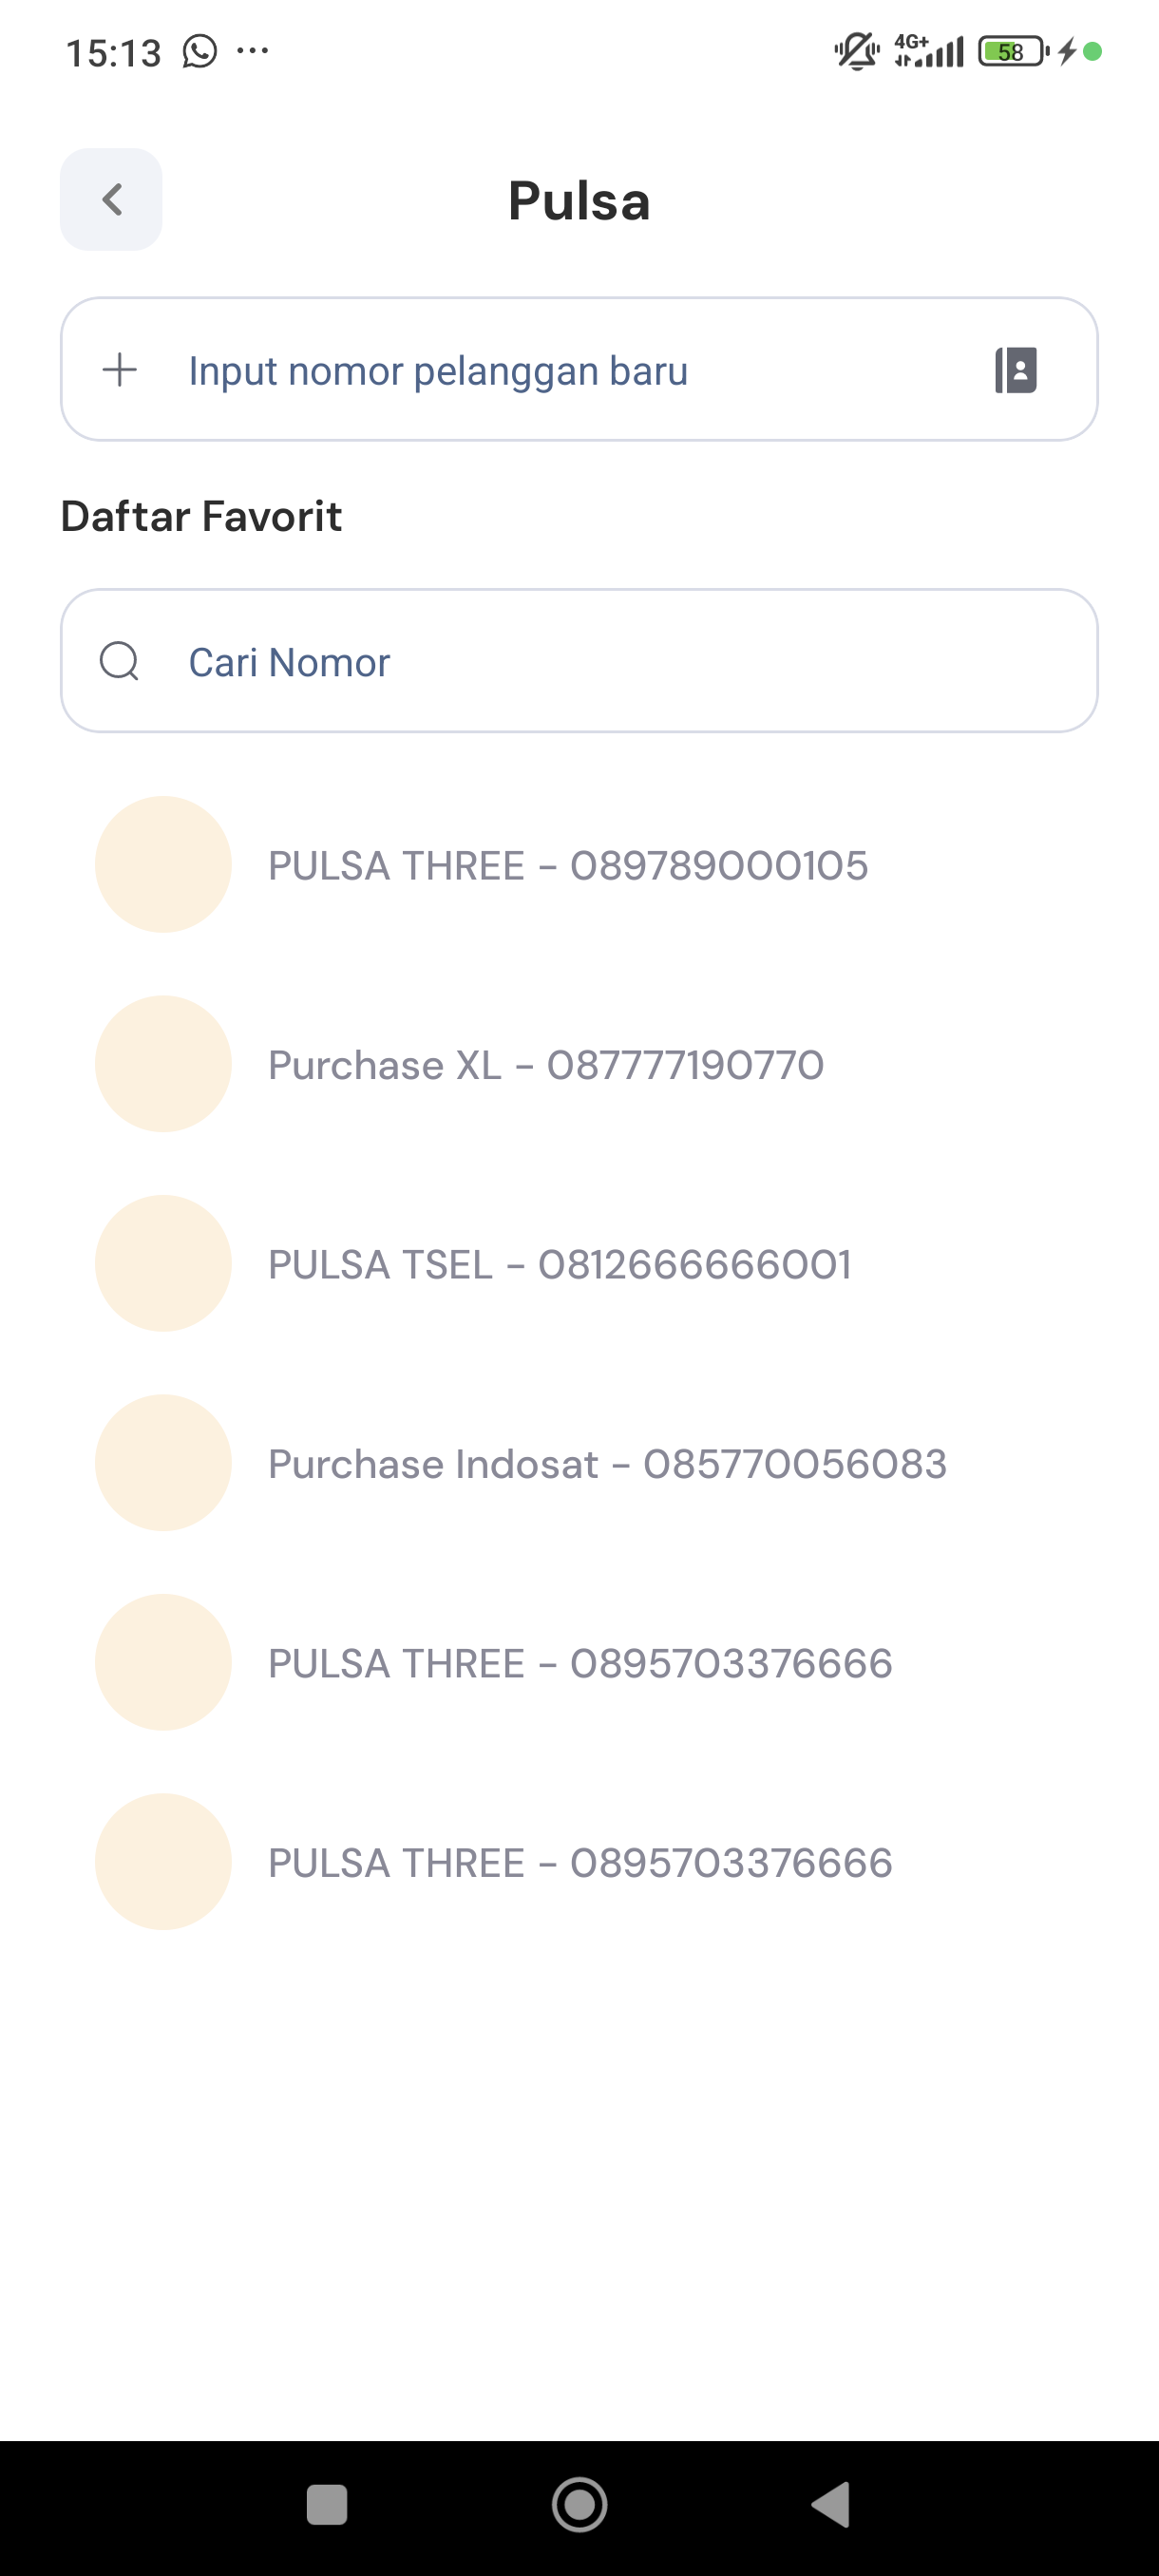 15:13
4G+
58
Pulsa
Input nomor pelanggan baru
Daftar Favorit
Cari Nomor
PULSA THREE - 089789000105
Purchase XL - 087777190770
PULSA TSEL - 0812666666001
Purchase Indosat - 085770056083
PULSA THREE - 0895703376666
PULSA THREE - 0895703376666